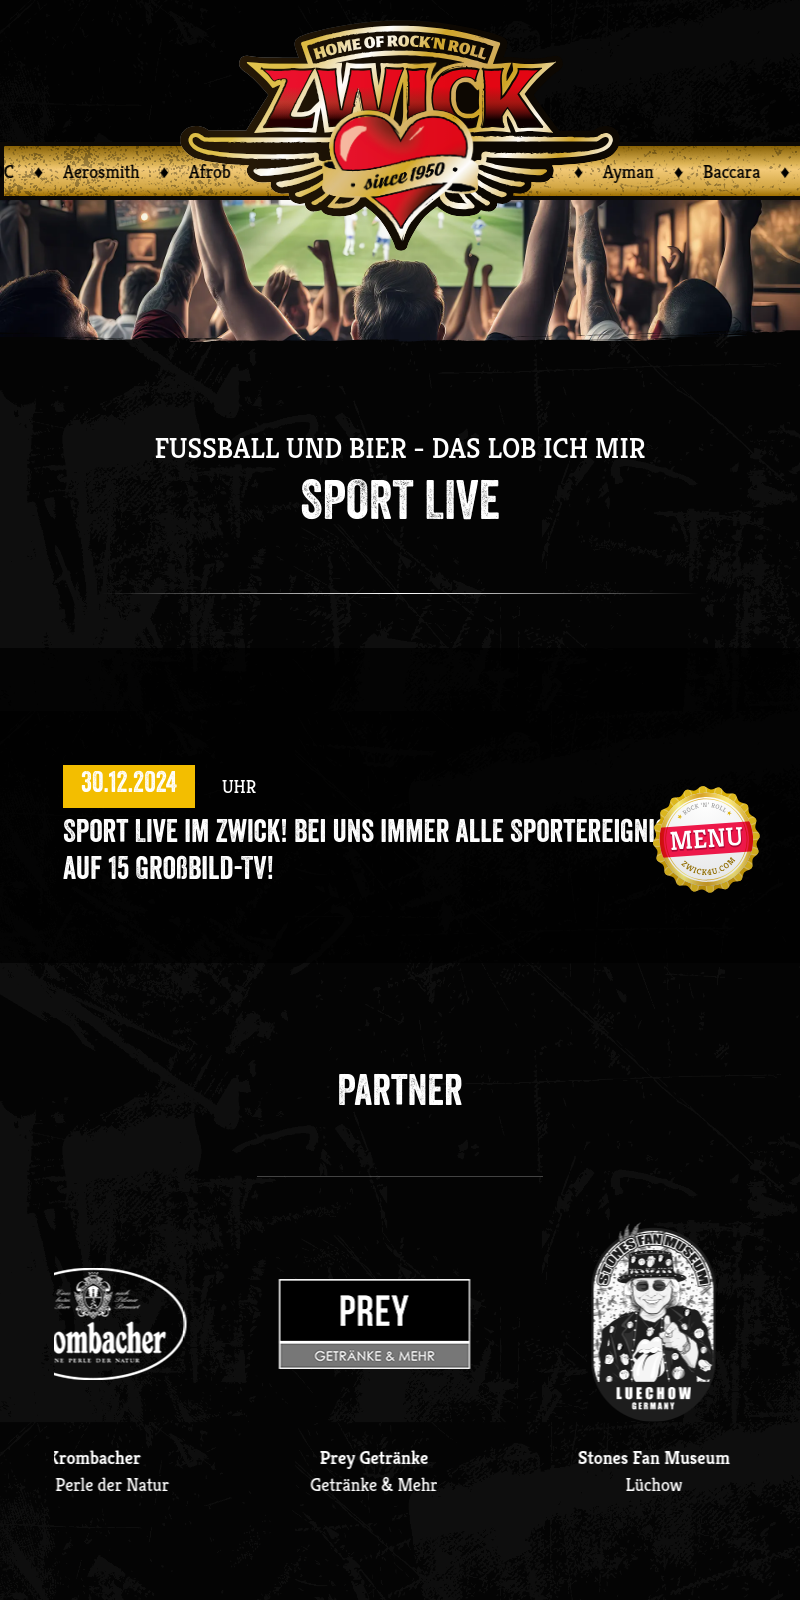 HOME OF ROCK'N ROLL
ZWICK
since 1950
C ♦ Aerosmith ♦ Afrob ♦ Ayman ♦ Baccara ♦
FUSSBALL UND BIER - DAS LOB ICH MIR
SPORT LIVE
30.12.2024 UHR
SPORT LIVE IM ZWICK! BEI UNS IMMER ALLE SPORTEREIGNI
AUF 15 GROßBILD-TV!
ROCK 'N' ROLL
MENU
ZWICK4U.COM
PARTNER
ombacher
NE PERLE DER NATUR
PREY
GETRÄNKE & MEHR
STONES FAN MUSEUM
LUECHOW
GERMANY
Krombacher
Perle der Natur
Prey Getränke
Getränke & Mehr
Stones Fan Museum
Lüchow